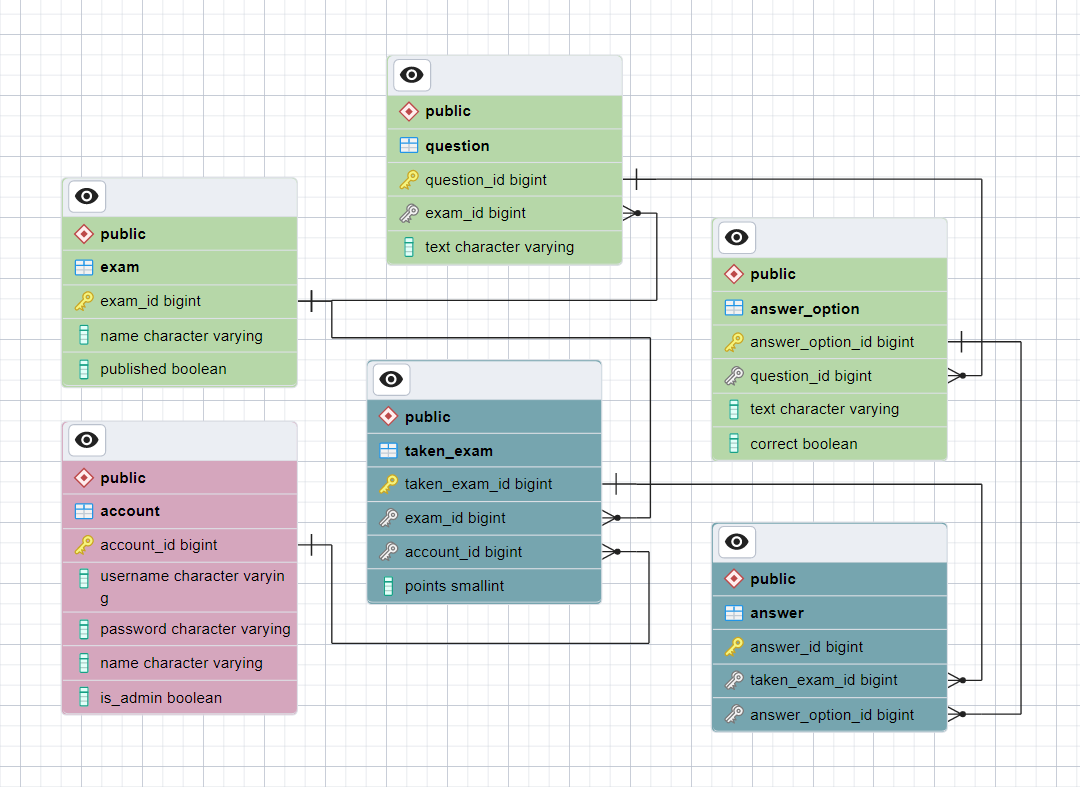 public
question
question_id bigint
exam_id bigint
text character varying
public
exam
exam_id bigint
name character varying
published boolean
public
answer_option
answer_option_id bigint
question_id bigint
text character varying
correct boolean
public
taken_exam
taken_exam_id bigint
exam_id bigint
account_id bigint
points smallint
public
account
account_id bigint
username character varyin
g
password character varying
name character varying
is_admin boolean
public
answer
answer_id bigint
taken_exam_id bigint
answer_option_id bigint